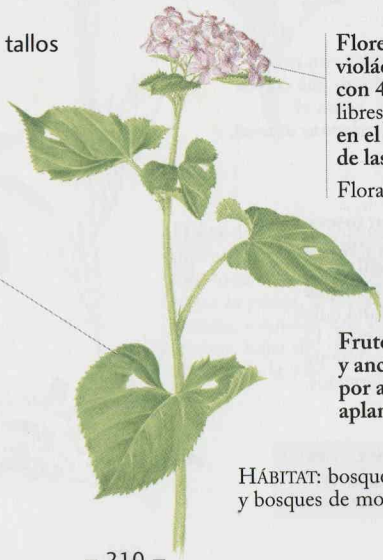 tallos
Flore
violác
con 4
libres
en el
de las
Flora
Fruto
y anc
por a
aplan
HÁBITAT: bosque
y bosques de mo
– 210 –